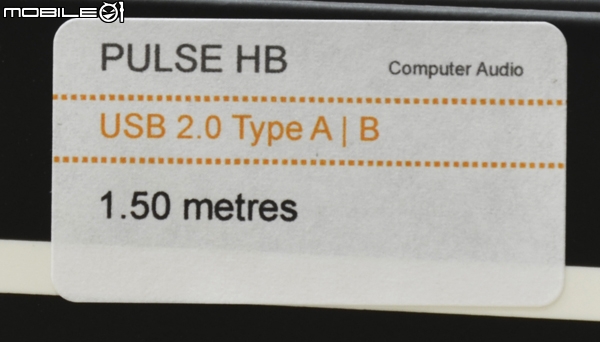 MOBILE01
PULSE HB
Computer Audio
USB 2.0 Type A | B
1.50 metres